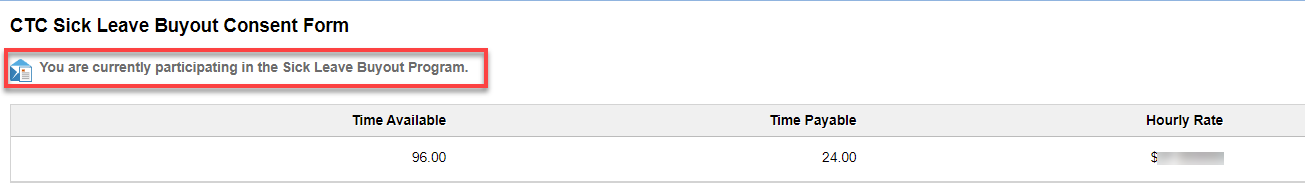 CTC Sick Leave Buyout Consent Form
You are currently participating in the Sick Leave Buyout Program.
Time Available Time Payable Hourly Rate
96.00 24.00 $